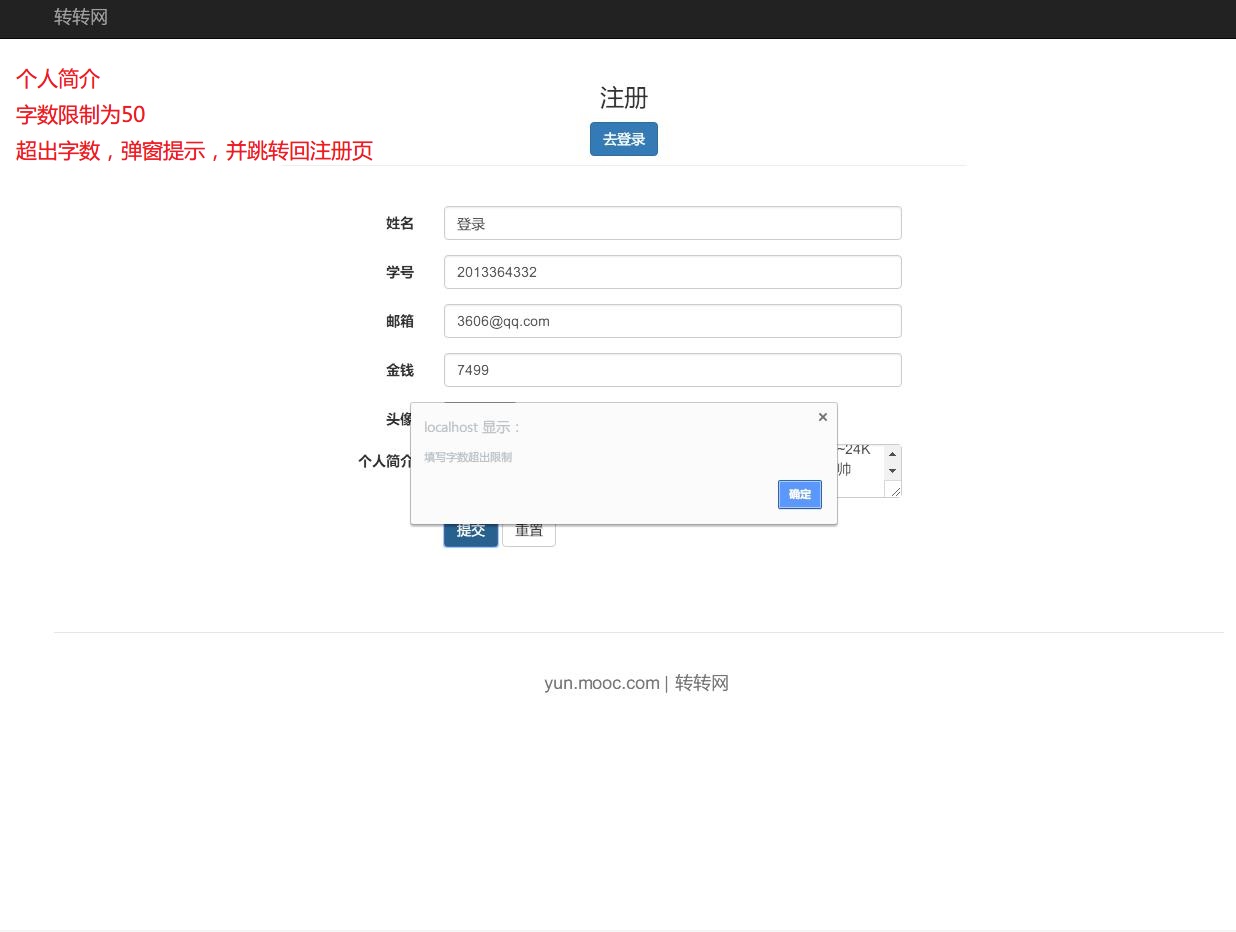 转转网
个人简介
字数限制为50
超出字数，弹窗提示，并跳转回注册页
注册
去登录
姓名 登录
学号 2013364332
邮箱 3606@qq.com
金钱 7499
头像
localhost 显示：
×
填写字数超出限制
确定
个人简介
~24K
帅
提交 重置
yun.mooc.com | 转转网